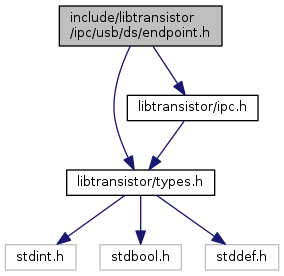 include/libtransistor
/ipc/usb/ds/endpoint.h
libtransistor/ipc.h
libtransistor/types.h
stdint.h
stdbool.h
stddef.h